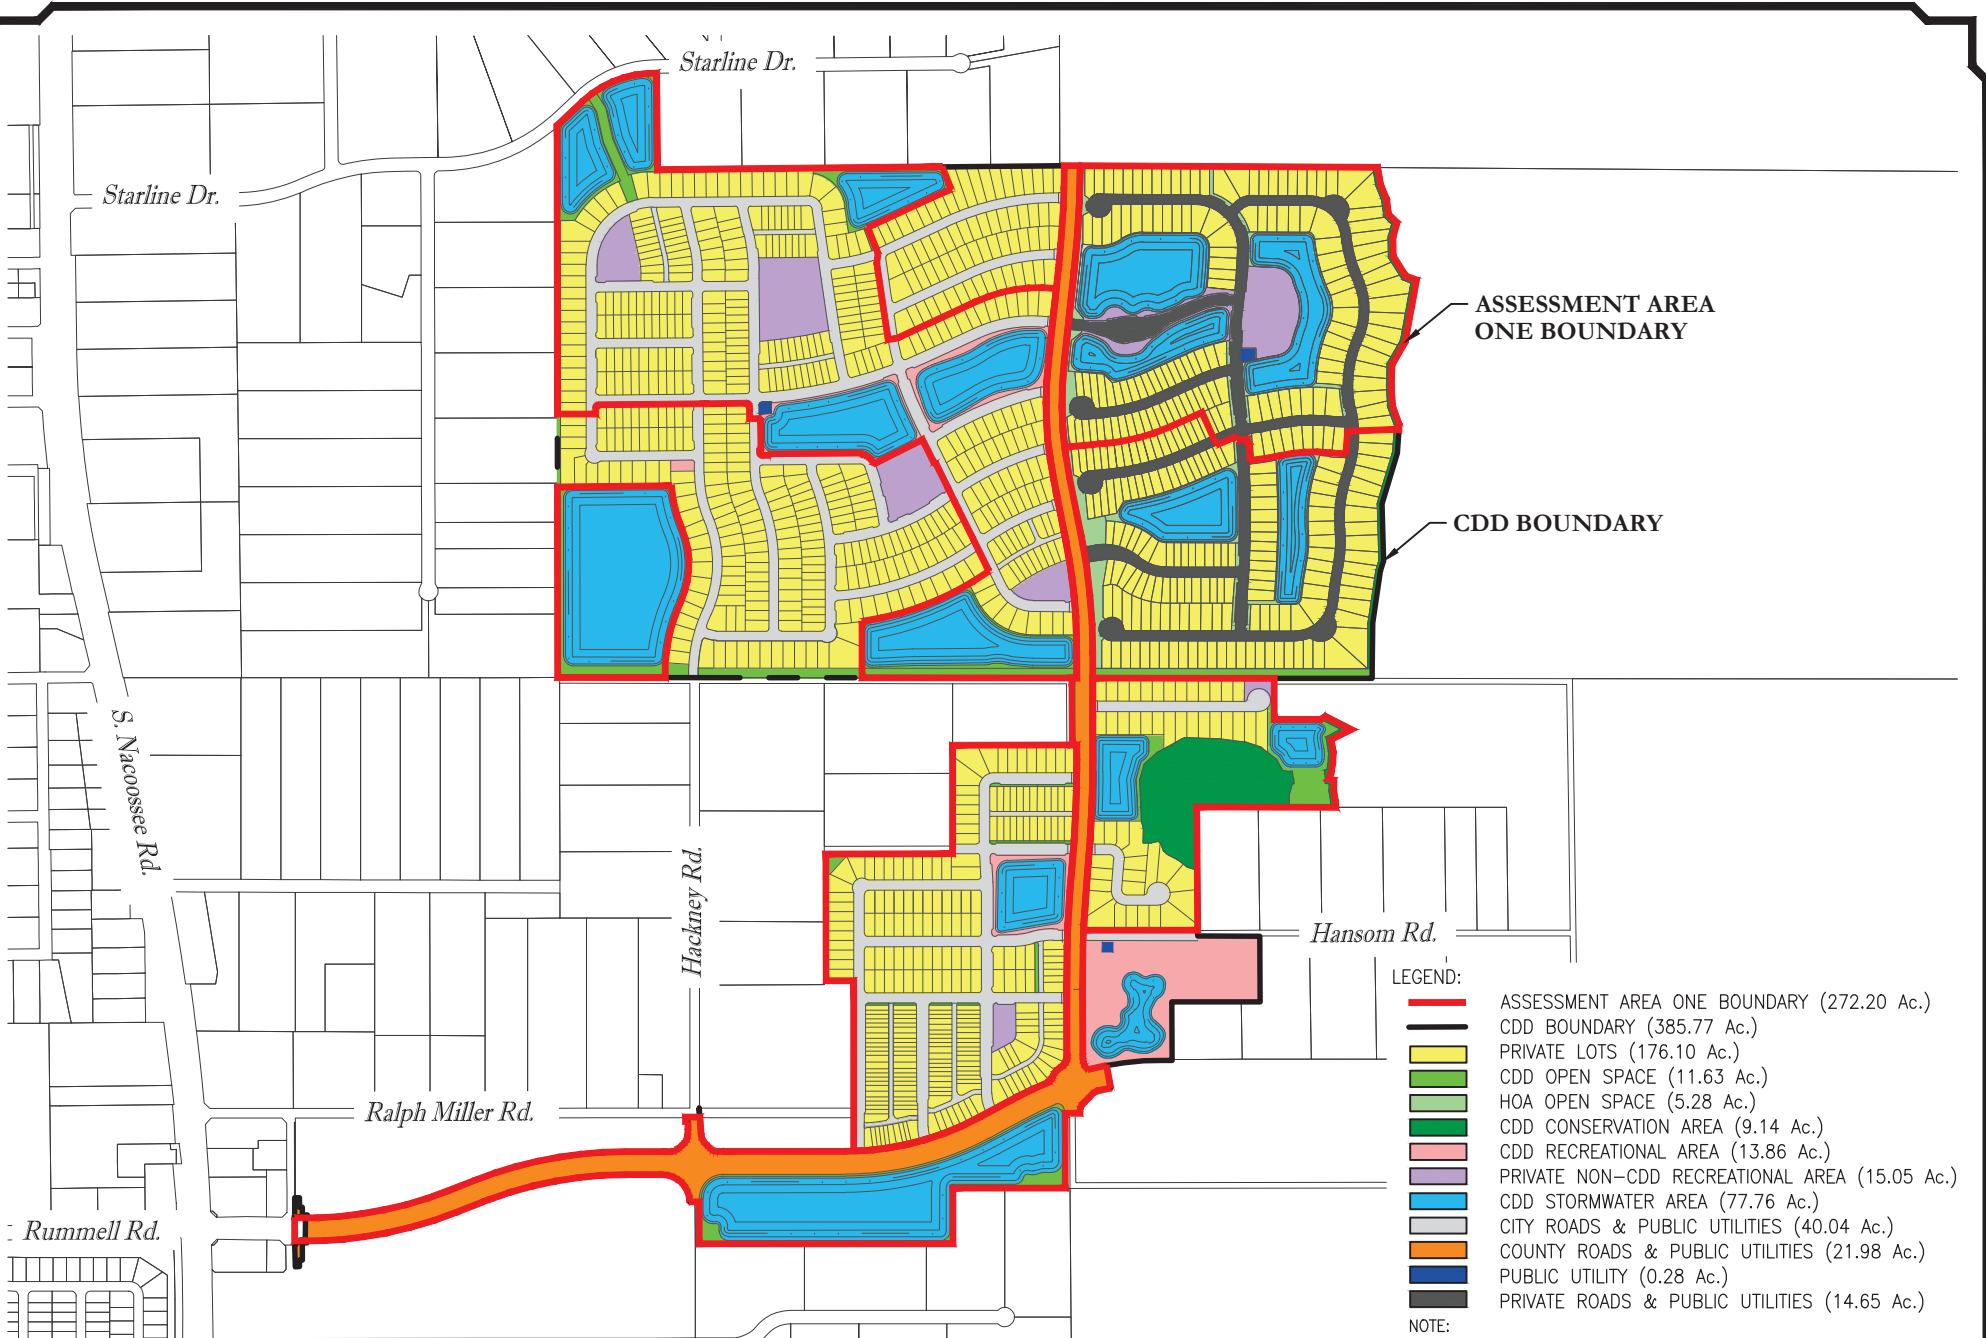 Starline Dr.
Starline Dr.
ASSESSMENT AREA
ONE BOUNDARY
CDD BOUNDARY
S. Nacoossee Rd.
Hackney Rd.
Hansom Rd.
Ralph Miller Rd.
Rummell Rd.
LEGEND:
ASSESSMENT AREA ONE BOUNDARY (272.20 Ac.)
CDD BOUNDARY (385.77 Ac.)
PRIVATE LOTS (176.10 Ac.)
CDD OPEN SPACE (11.63 Ac.)
HOA OPEN SPACE (5.28 Ac.)
CDD CONSERVATION AREA (9.14 Ac.)
CDD RECREATIONAL AREA (13.86 Ac.)
PRIVATE NON-CDD RECREATIONAL AREA (15.05 Ac.)
CDD STORMWATER AREA (77.76 Ac.)
CITY ROADS & PUBLIC UTILITIES (40.04 Ac.)
COUNTY ROADS & PUBLIC UTILITIES (21.98 Ac.)
PUBLIC UTILITY (0.28 Ac.)
PRIVATE ROADS & PUBLIC UTILITIES (14.65 Ac.)
NOTE: